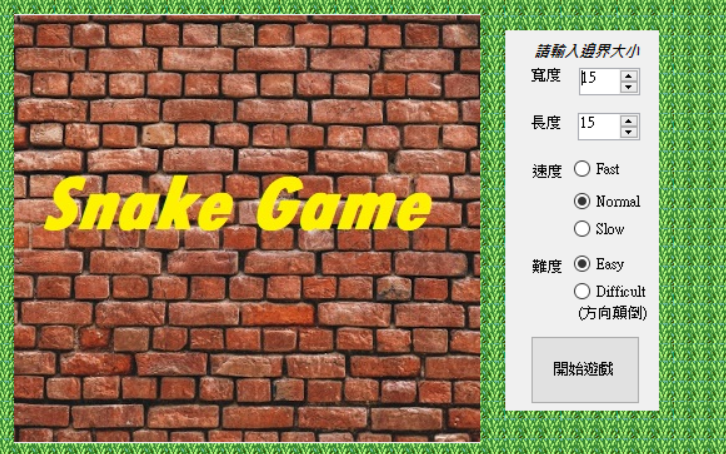 Snake Game
請輸入邊界大小
寬度 15
長度 15
速度 Fast
Normal
Slow
難度 Easy
Difficult
(方向顛倒)
開始遊戲